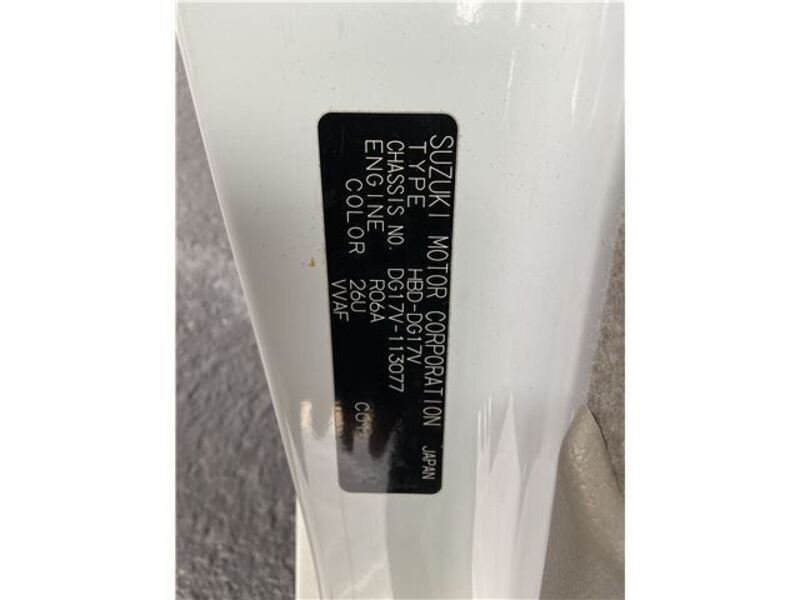 SUZUKI MOTOR CORPORATION JAPAN
TYPE HBD-DG17V
CHASSIS NO. DG17V-113077
ENGINE R06A
COLOR 26U
VVAF